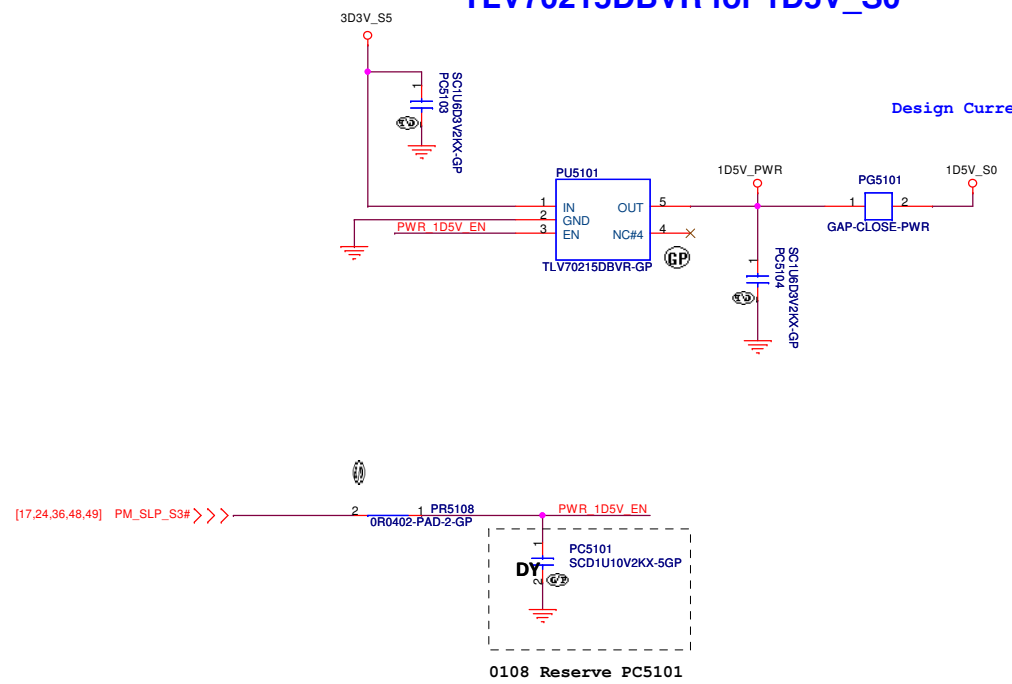 TLV70215DBVR for 1D5V_S0
3D3V_S5
1
PC5103
SC1U6D3V2KX-GP
Design Curre
PU5101
1 IN
2 GND
PWR_1D5V_EN 3 EN
OUT 5
NC#4 4
TLV70215DBVR-GP
GP
1D5V_PWR
PG5101
1 2
GAP-CLOSE-PWR
1D5V_S0
1
PC5104
SC1U6D3V2KX-GP
[17,24,36,48,49] PM_SLP_S3#
2 1 PR5108
0R0402-PAD-2-GP
PWR_1D5V_EN
1
PC5101
SCD1U10V2KX-5GP
DY
2
0108 Reserve PC5101